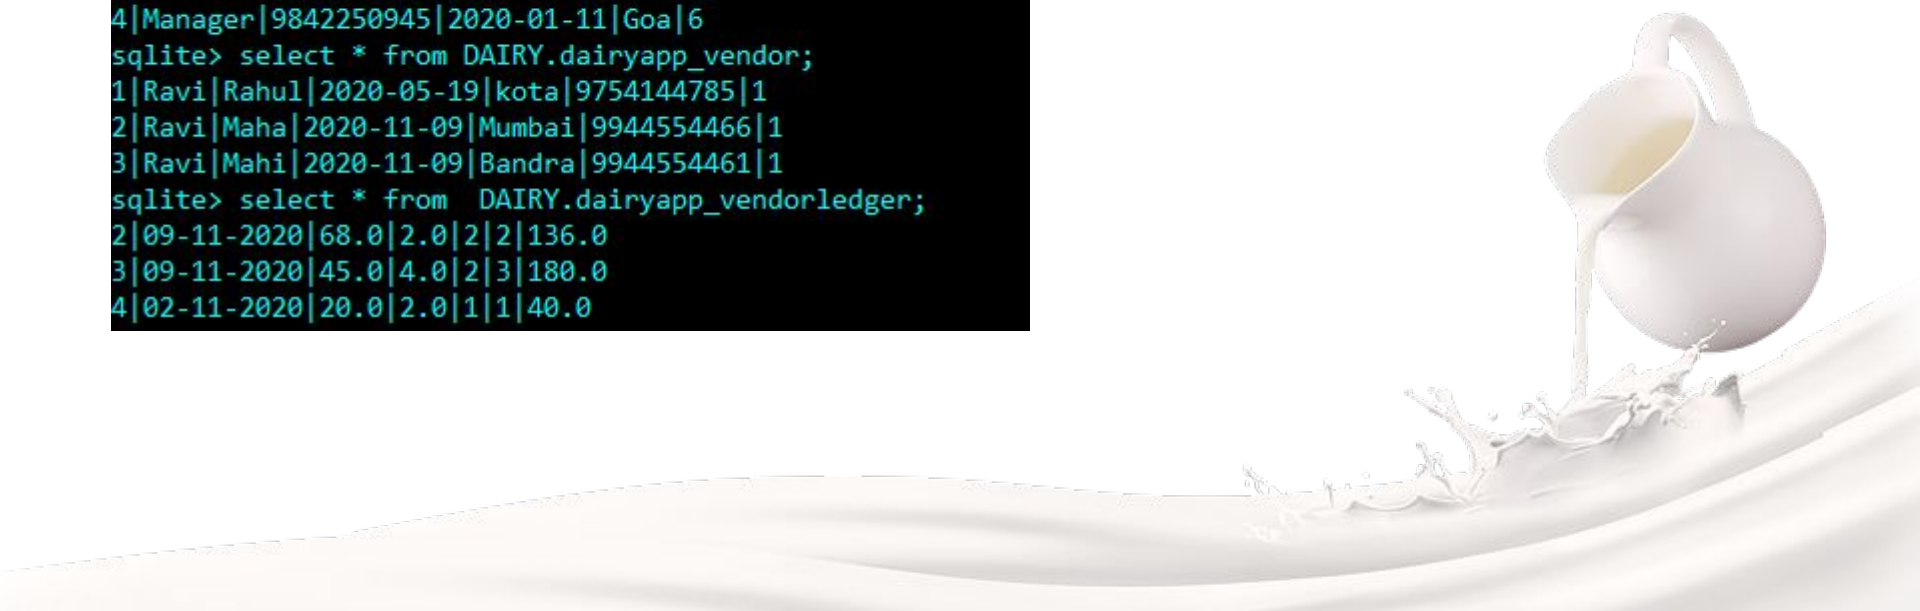 4|Manager|9842250945|2020-01-11|Goa|6
sqlite> select * from DAIRY.dairyapp_vendor;
1|Ravi|Rahul|2020-05-19|kota|9754144785|1
2|Ravi|Maha|2020-11-09|Mumbai|9944554466|1
3|Ravi|Mahi|2020-11-09|Bandra|9944554461|1
sqlite> select * from  DAIRY.dairyapp_vendorledger;
2|09-11-2020|68.0|2.0|2|2|136.0
3|09-11-2020|45.0|4.0|2|3|180.0
4|02-11-2020|20.0|2.0|1|1|40.0